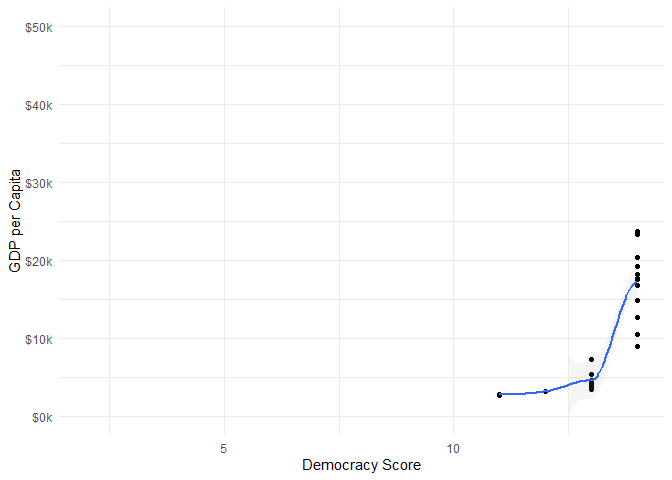 $50k
$40k
$30k
$20k
$10k
$0k
GDP per Capita
5 10
Democracy Score